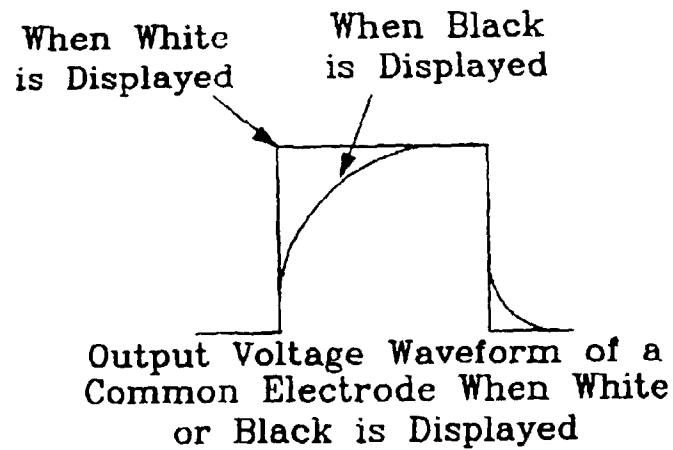 When White
is Displayed
When Black
is Displayed
Output Voltage Waveform of a
Common Electrode When White
or Black is Displayed